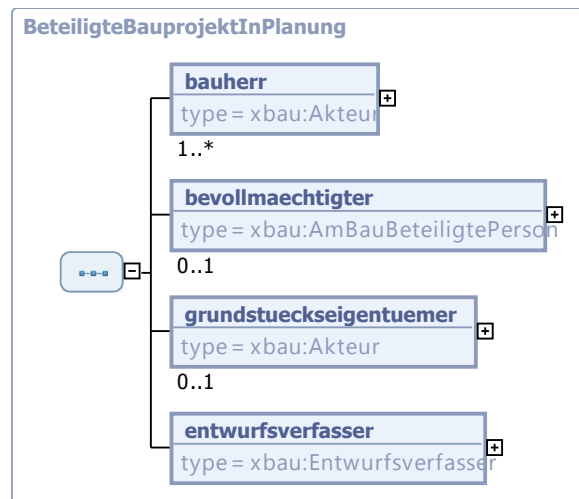 BeteiligteBauprojektInPlanung
bauherr
type = xbau:Akteur
1..*
bevollmaechtigter
type = xbau:AmBauBeteiligtePerson
0..1
grundstueckseigentuemer
type = xbau:Akteur
0..1
entwurfsverfasser
type = xbau:Entwurfsverfasser